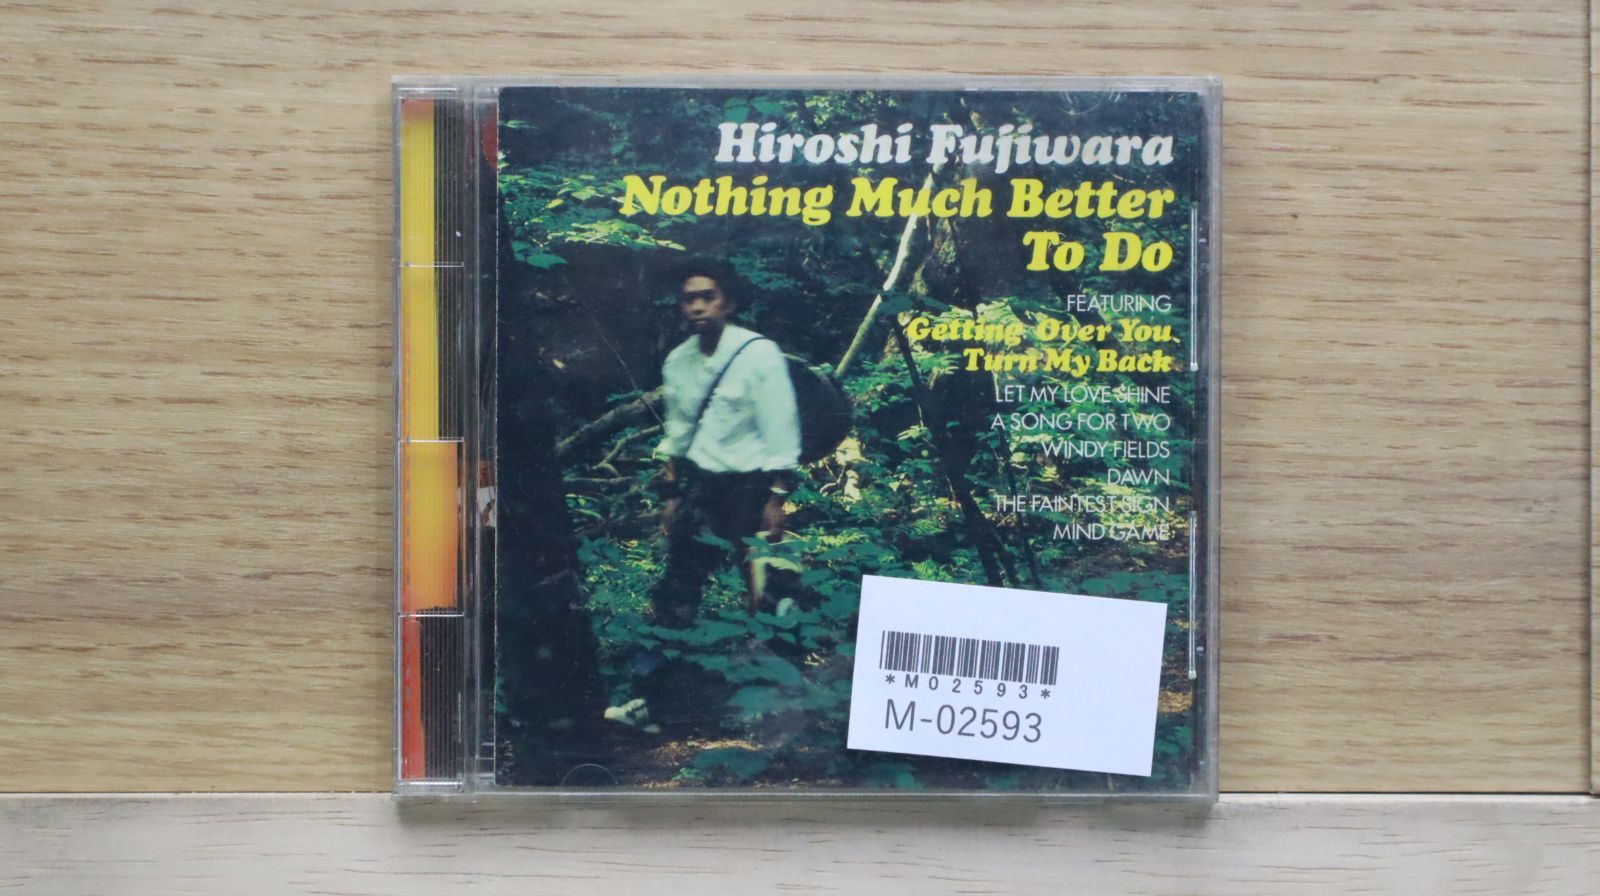 Hiroshi Fujiwara
Nothing Much Better
To Do
FEATURING
Getting Over You
Turn My Back
LET MY LOVE SHINE
A SONG FOR TWO
WINDY FIELDS
DAWN
THE FAINTEST SIGN
MIND GAME
*M02593*
M-02593